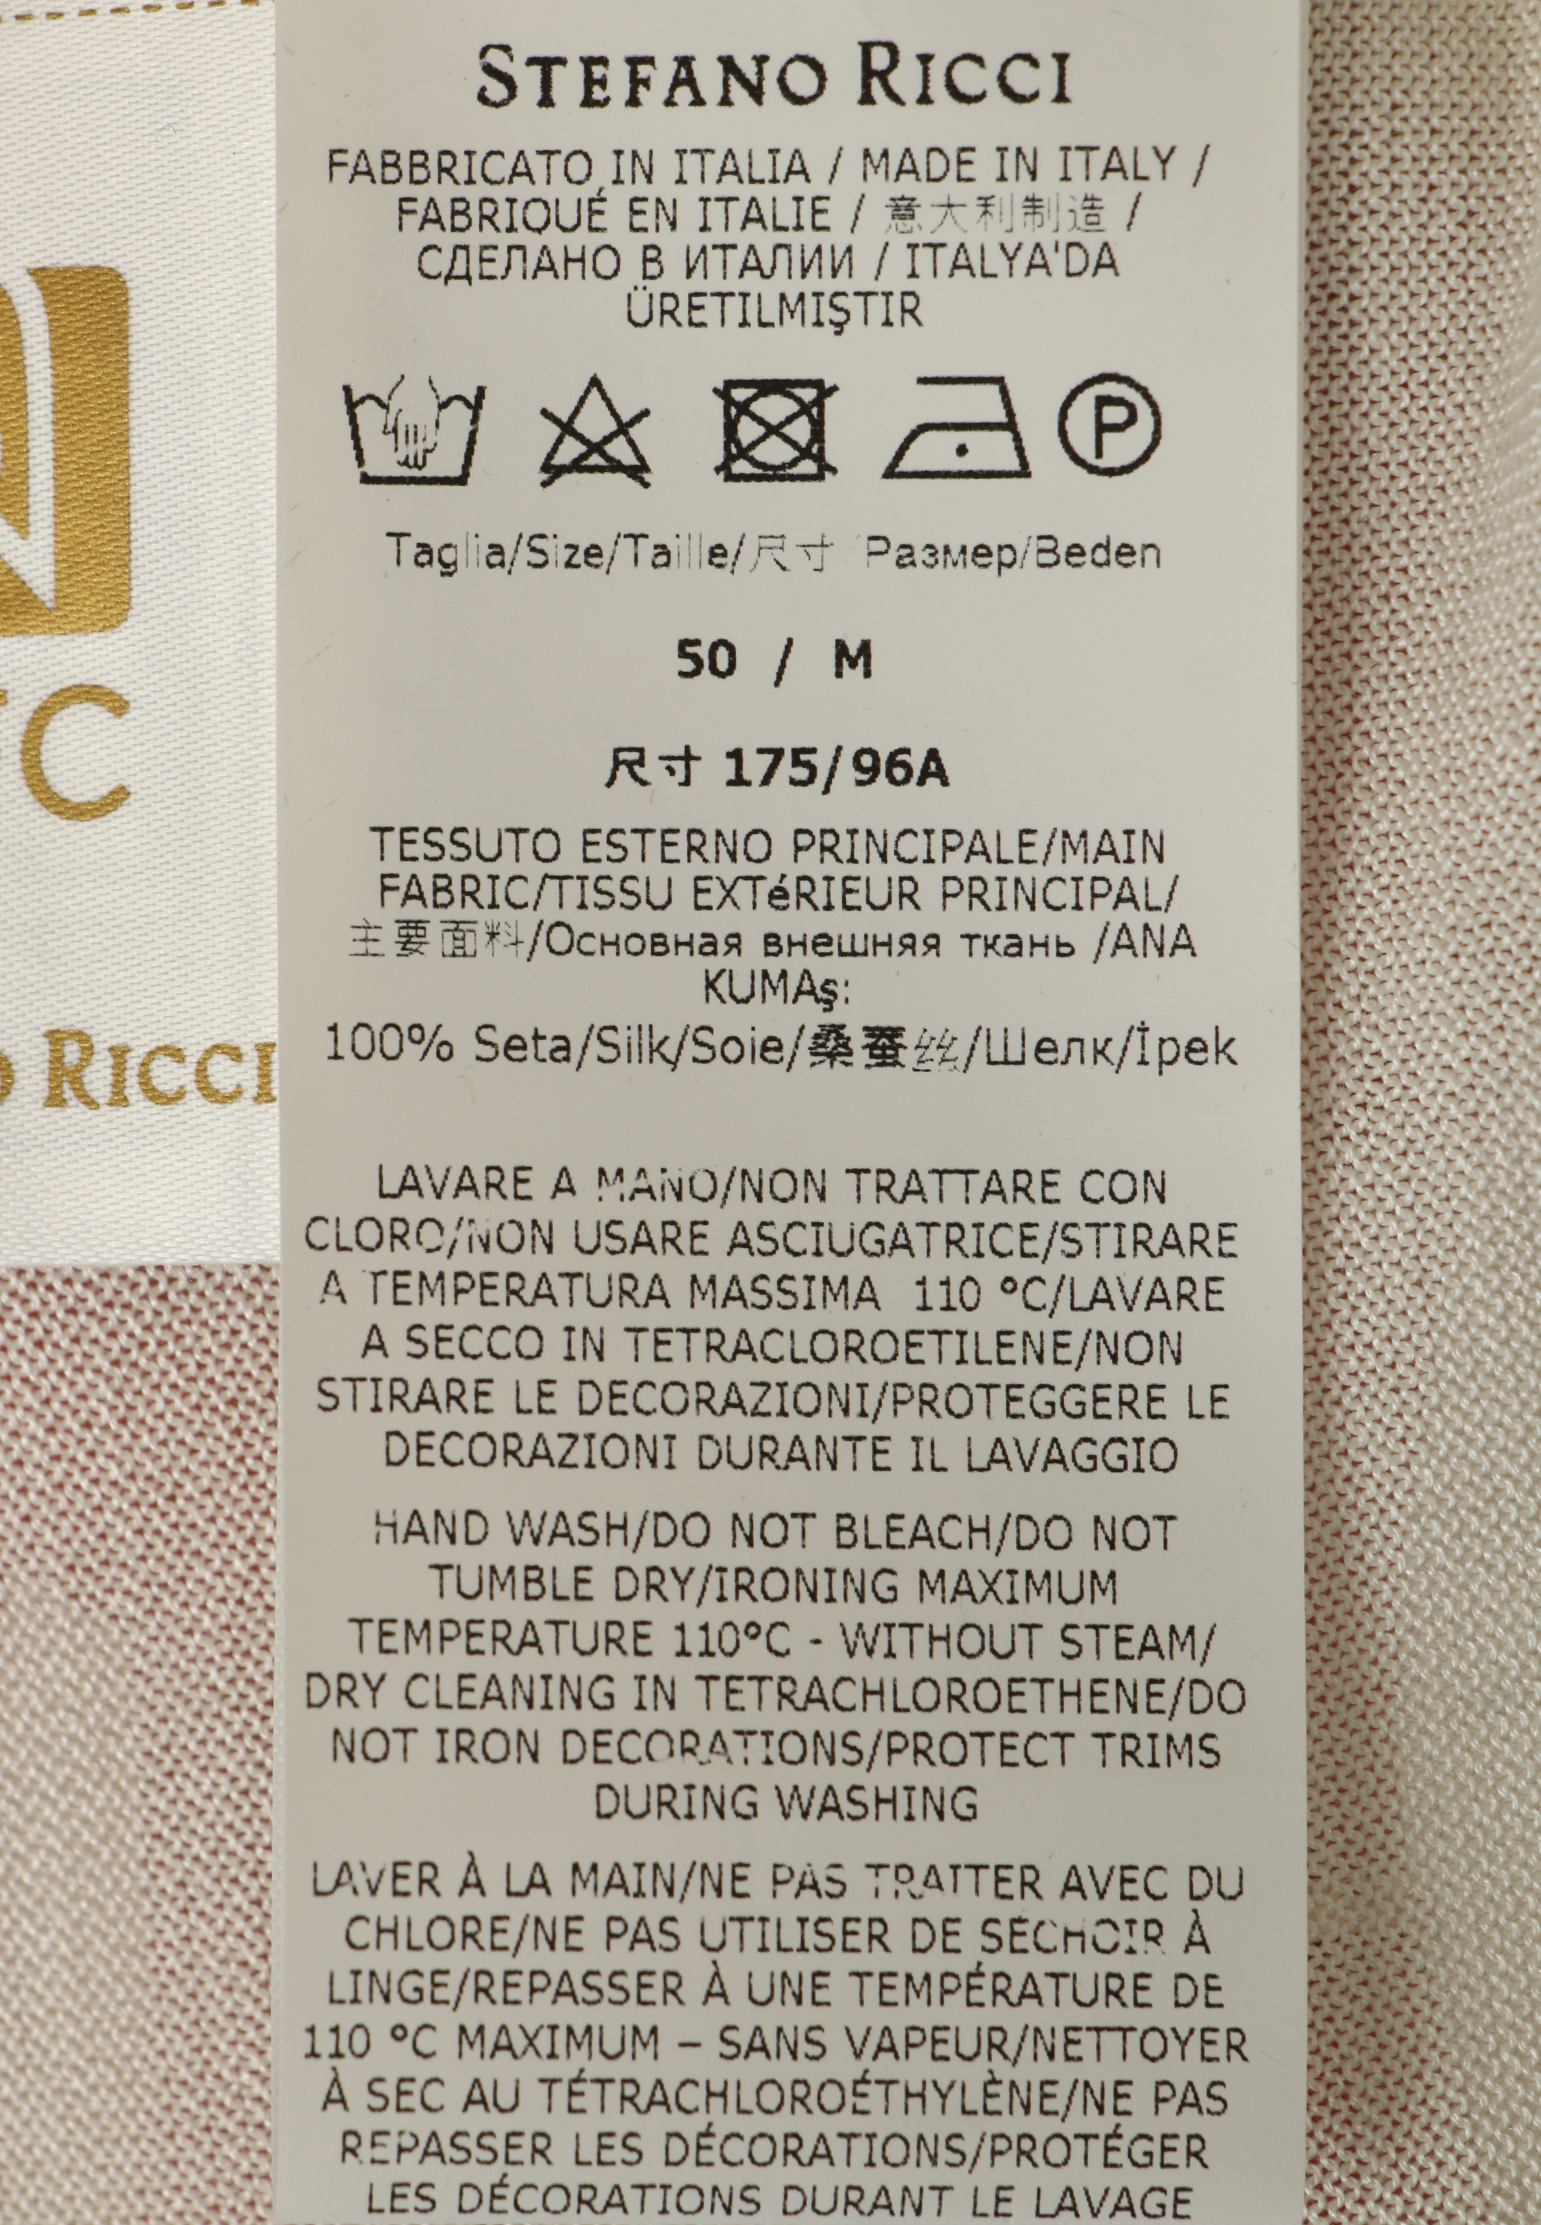 STEFANO RICCI
FABBRICATO IN ITALIA / MADE IN ITALY /
FABRIQUÉ EN ITALIE / 意大利制造 /
СДЕЛАНО В ИТАЛИИ / ITALYA'DA
ÜRETILMIŞTIR
P
Taglia/Size/Taille/尺寸 Размер/Beden
50 / M
尺寸 175/96A
TESSUTO ESTERNO PRINCIPALE/MAIN
FABRIC/TISSU EXTéRIEUR PRINCIPAL/
主要面料/Основная внешняя ткань /ANA
KUMAş:
100% Seta/Silk/Soie/桑蚕丝/Шелк/İpek
LAVARE A MANO/NON TRATTARE CON
CLORO/NON USARE ASCIUGATRICE/STIRARE
A TEMPERATURA MASSIMA 110 °C/LAVARE
A SECCO IN TETRACLOROETILENE/NON
STIRARE LE DECORAZIONI/PROTEGGERE LE
DECORAZIONI DURANTE IL LAVAGGIO
HAND WASH/DO NOT BLEACH/DO NOT
TUMBLE DRY/IRONING MAXIMUM
TEMPERATURE 110°C - WITHOUT STEAM/
DRY CLEANING IN TETRACHLOROETHENE/DO
NOT IRON DECORATIONS/PROTECT TRIMS
DURING WASHING
LAVER À LA MAIN/NE PAS TRAITER AVEC DU
CHLORE/NE PAS UTILISER DE SÉCHOIR À
LINGE/REPASSER À UNE TEMPÉRATURE DE
110 °C MAXIMUM – SANS VAPEUR/NETTOYER
À SEC AU TÉTRACHLOROÉTHYLÈNE/NE PAS
REPASSER LES DÉCORATIONS/PROTÉGER
LES DÉCORATIONS DURANT LE LAVAGE
C
RICCI